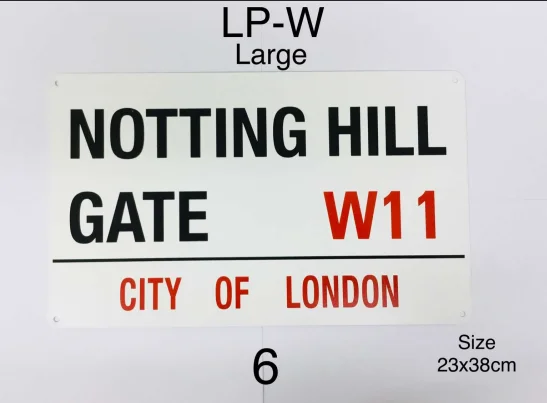 LP-W
Large
NOTTING HILL
GATE W11
CITY OF LONDON
6
Size
23x38cm